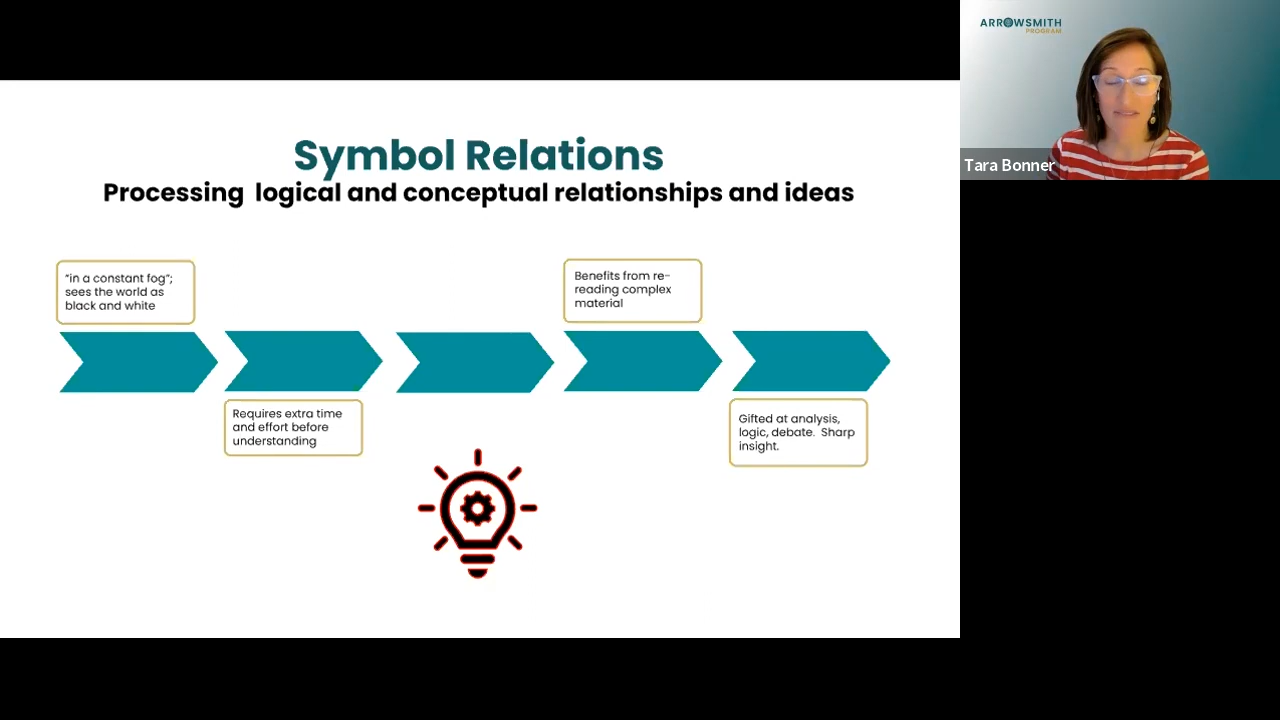 Symbol Relations
Processing  logical and conceptual relationships and ideas
"in a constant fog";
sees the world as
black and white
Requires extra time
and effort before
understanding
Benefits from re-
reading complex
material
Gifted at analysis,
logic, debate.  Sharp
insight.
ARROWSMITH
PROGRAM
Tara Bonner